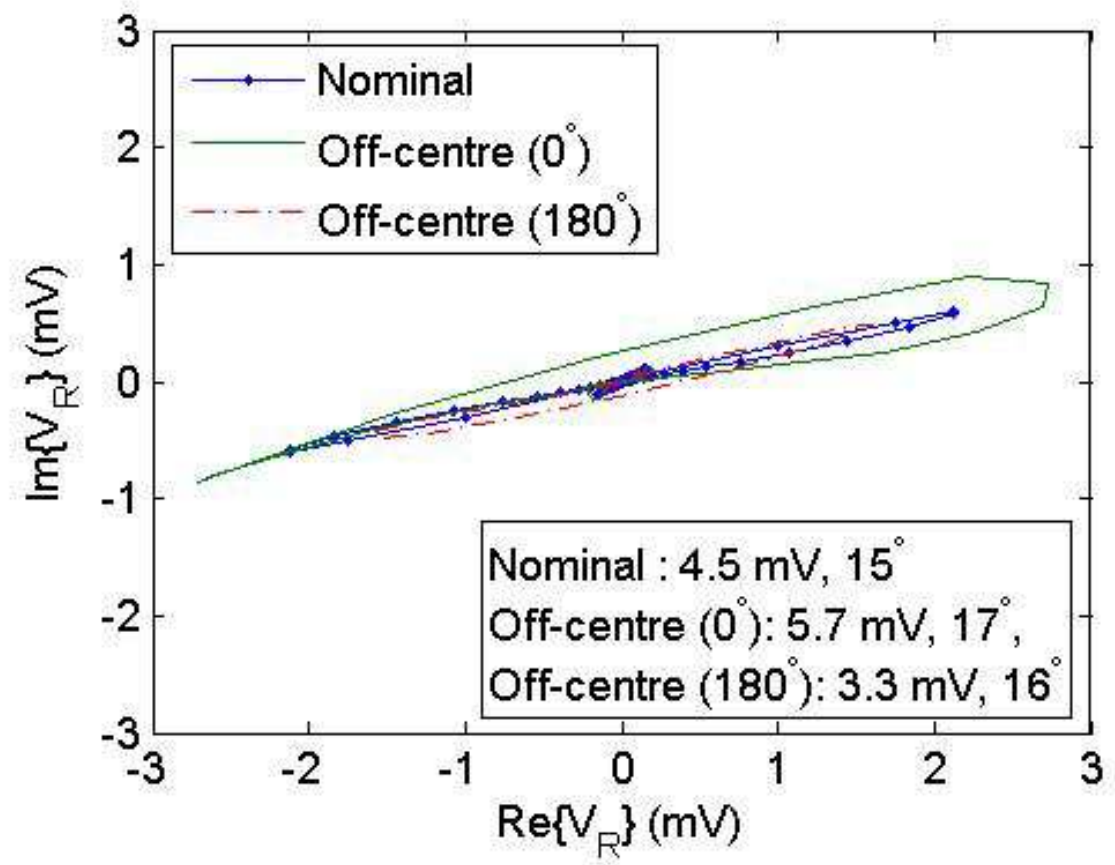 3
2
1
0
-1
-2
-3
Im{V_R} (mV)
Nominal
Off-centre (0°)
Off-centre (180°)
Nominal : 4.5 mV, 15°
Off-centre (0°): 5.7 mV, 17°,
Off-centre (180°): 3.3 mV, 16°
-3 -2 -1 0 1 2 3
Re{V_R} (mV)